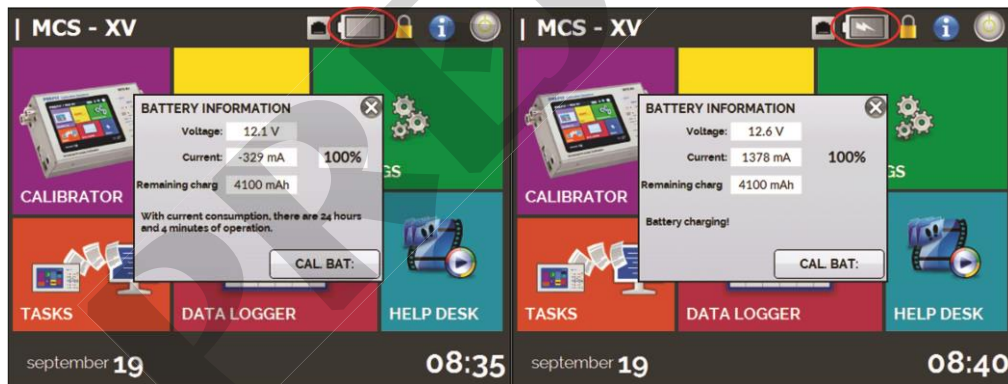 | MCS - XV
BATTERY INFORMATION
Voltage: 12.1 V
Current: -329 mA 100%
Remaining charg 4100 mAh
With current consumption, there are 24 hours
and 4 minutes of operation.
CAL. BAT:
CALIBRATOR
GS
TASKS
DATA LOGGER
HELP DESK
september 19
08:35
| MCS - XV
BATTERY INFORMATION
Voltage: 12.6 V
Current: 1378 mA 100%
Remaining charg 4100 mAh
Battery charging!
CAL. BAT:
CALIBRATOR
GS
TASKS
DATA LOGGER
HELP DESK
september 19
08:40